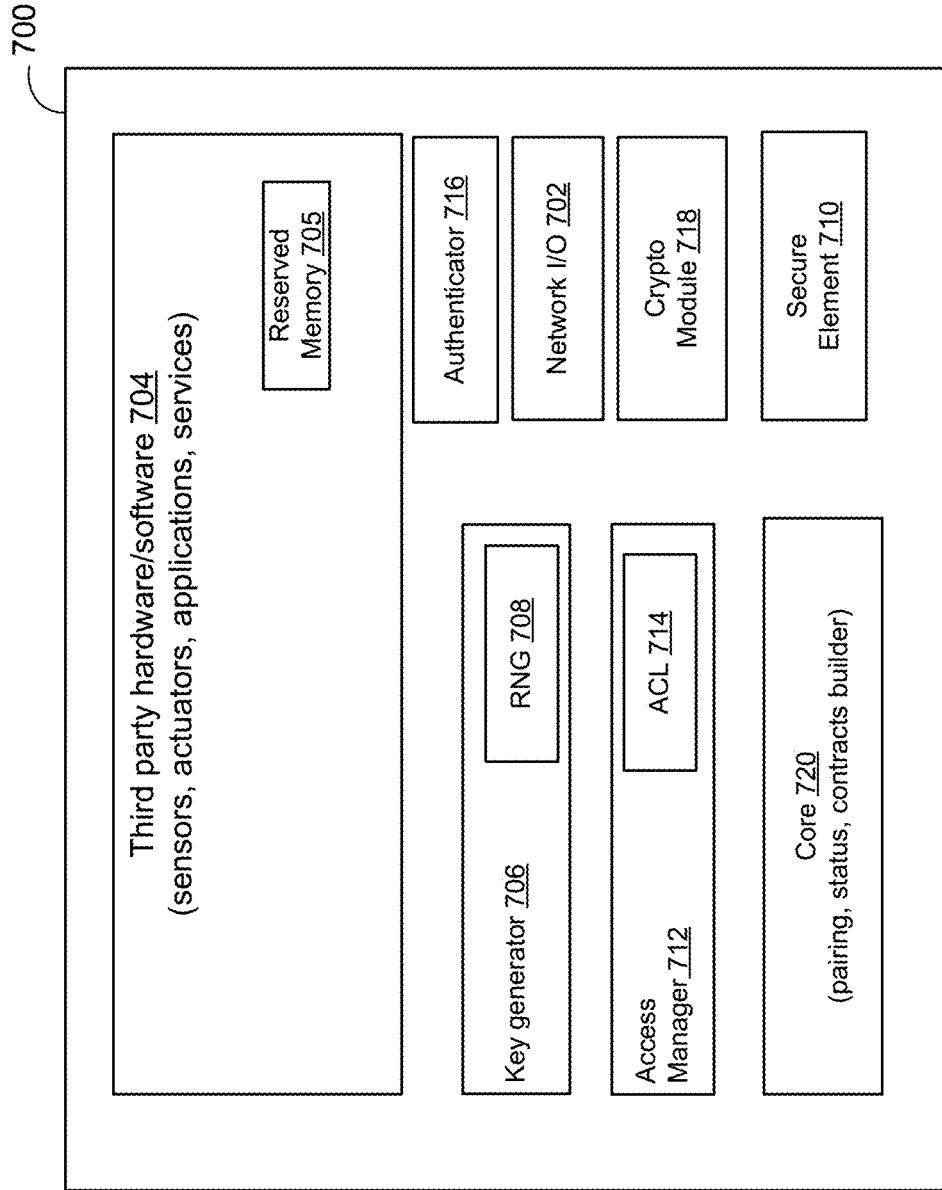 700
Third party hardware/software 704
(sensors, actuators, applications, services)
Reserved
Memory 705
Key generator 706
RNG 708
Authenticator 716
Network I/O 702
Access
Manager 712
ACL 714
Crypto
Module 718
Core 720
(pairing, status, contracts builder)
Secure
Element 710